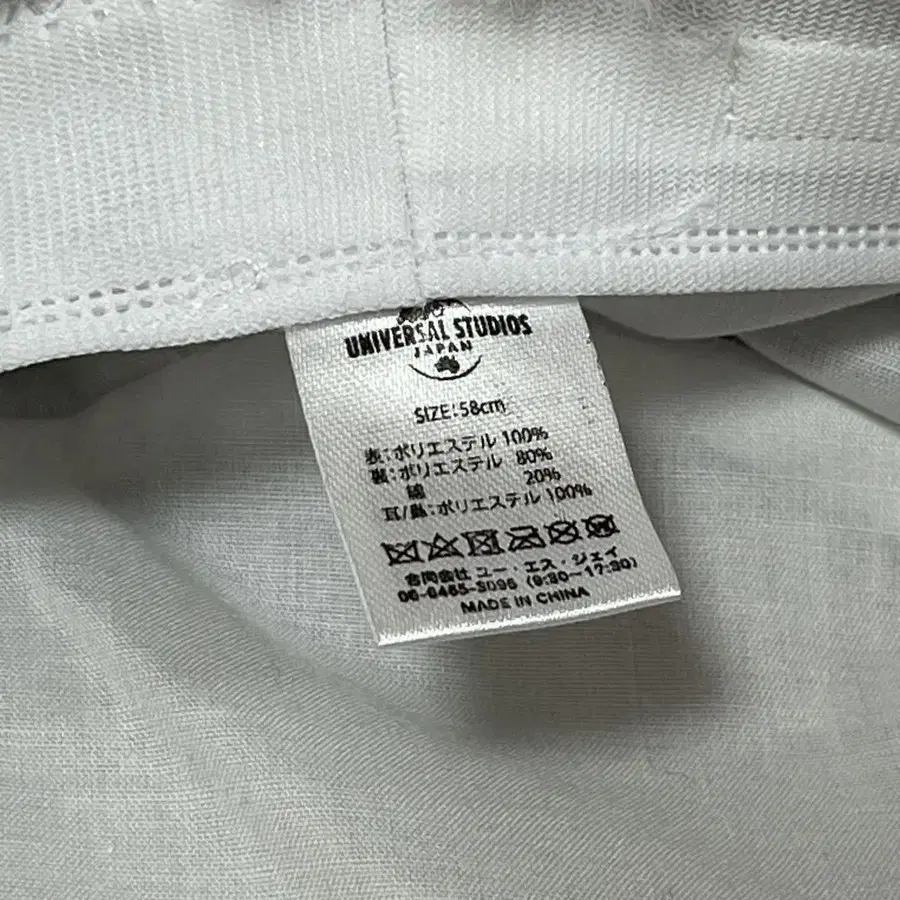 UNIVERSAL STUDIOS
JAPAN
SIZE:58cm
表:ポリエステル 100%
裏:ポリエステル 80%
綿 20%
耳/鼻:ポリエステル 100%
合同会社 ユー・エス・ジェイ
06-6465-3095 (9:30-17:30)
MADE IN CHINA